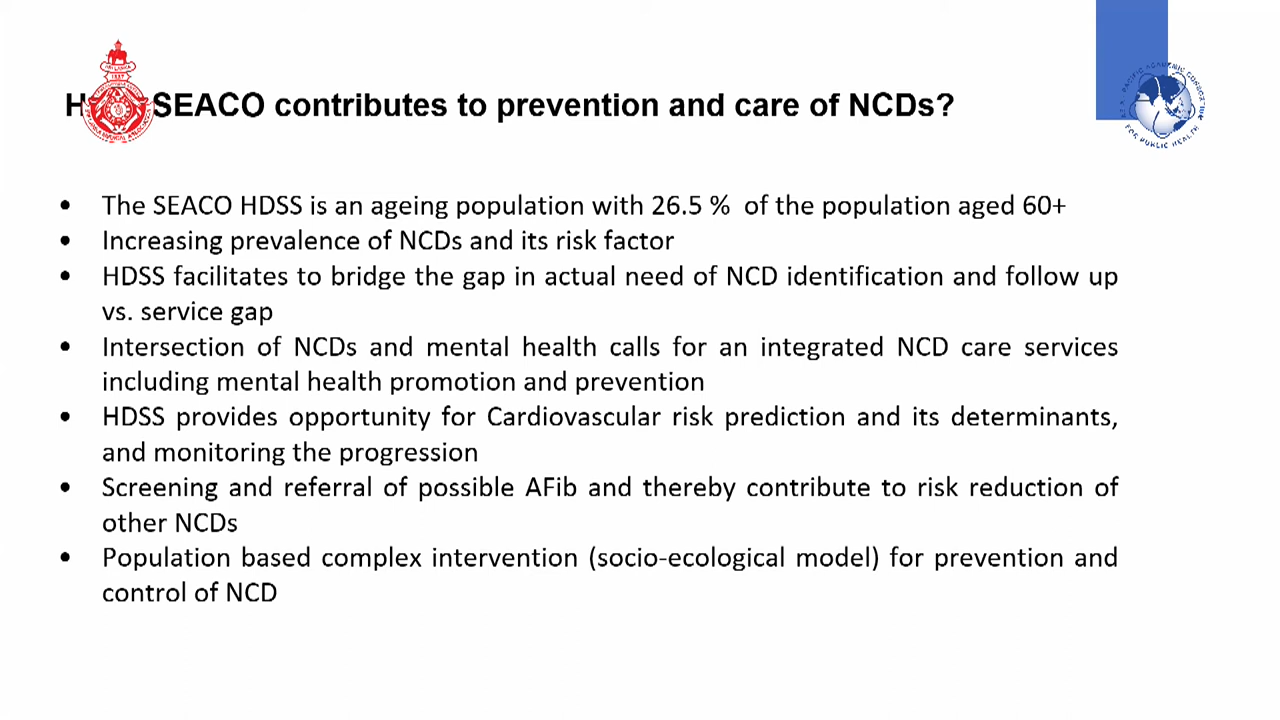 H SEACO contributes to prevention and care of NCDs?
• The SEACO HDSS is an ageing population with 26.5 % of the population aged 60+
• Increasing prevalence of NCDs and its risk factor
• HDSS facilitates to bridge the gap in actual need of NCD identification and follow up
vs. service gap
• Intersection of NCDs and mental health calls for an integrated NCD care services
including mental health promotion and prevention
• HDSS provides opportunity for Cardiovascular risk prediction and its determinants,
and monitoring the progression
• Screening and referral of possible AFib and thereby contribute to risk reduction of
other NCDs
• Population based complex intervention (socio-ecological model) for prevention and
control of NCD
FOR PUBLIC HEALTH